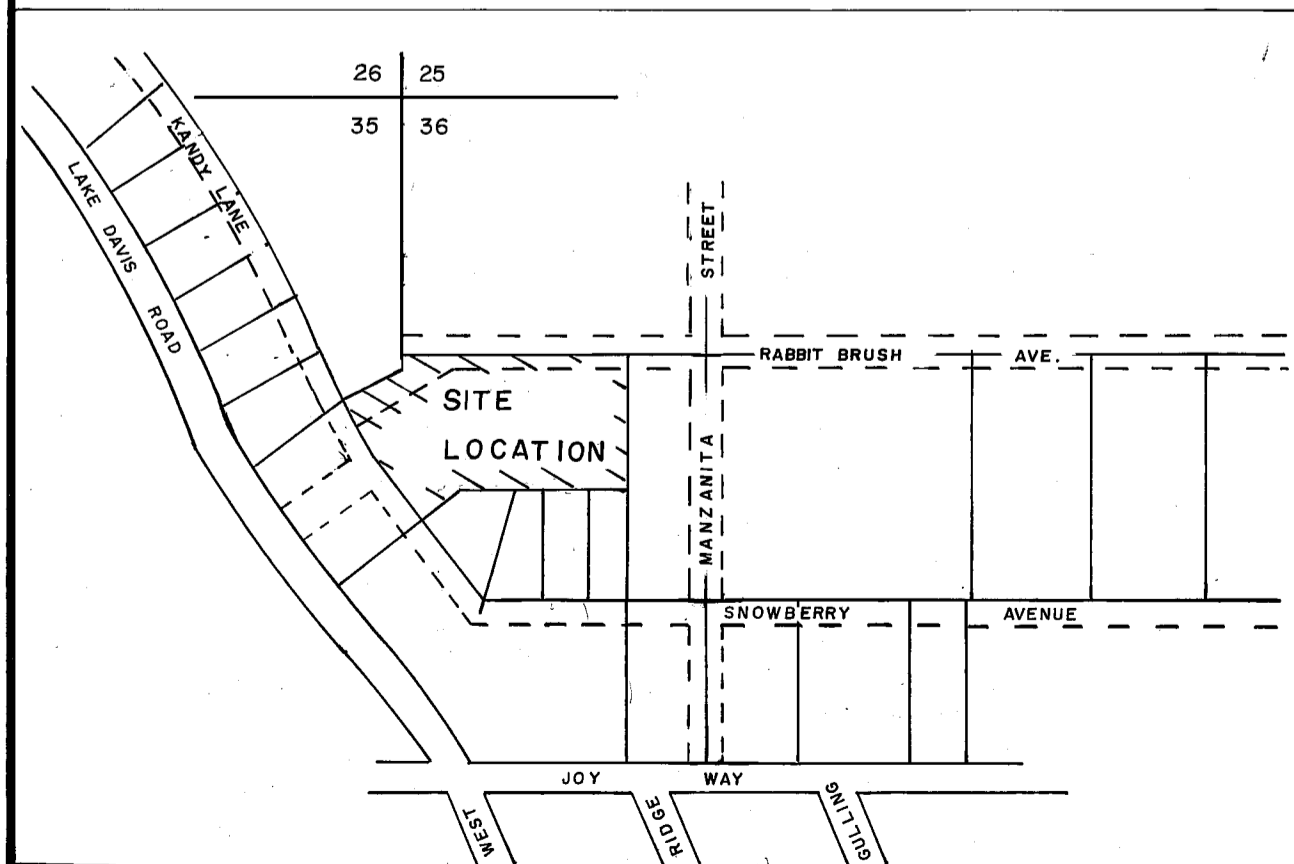 26 25
35 36
KANDY LANE
LAKE DAVIS ROAD
STREET
RABBIT BRUSH AVE.
SITE
LOCATION
MANZANITA
SNOWBERRY AVENUE
JOY WAY
WEST
RIDGE
GULLING